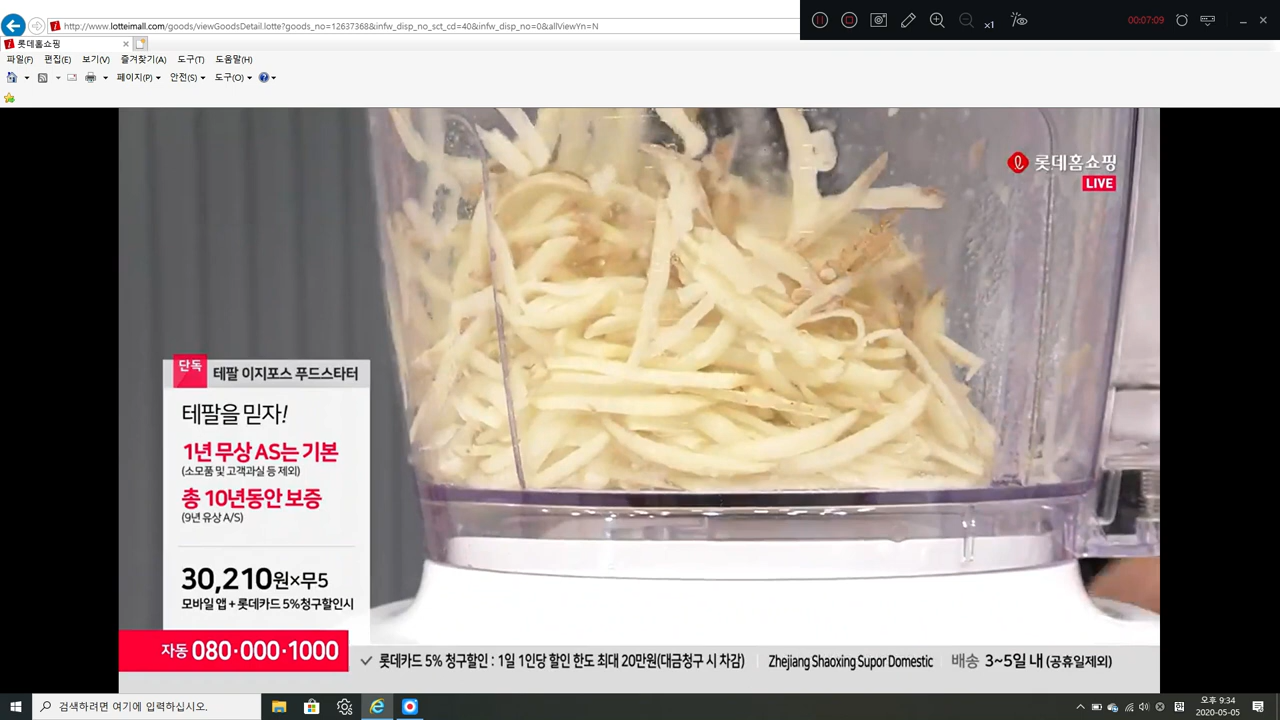 http://www.lotteimall.com/goods/viewGoodsDetail.lotte?goods_no=12637368&infw_disp_no_sct_cd=40&infw_disp_no=0&allViewYn=N
x1
00:07:09
롯데홈쇼핑
파일(F) 편집(E) 보기(V) 즐겨찾기(A) 도구(T) 도움말(H)
페이지(P) 안전(S) 도구(O)
롯데홈쇼핑
LIVE
단독 테팔 이지포스 푸드스타터
테팔을 믿자!
1년 무상 AS는 기본
(소모품 및 고객과실 등 제외)
총 10년동안 보증
(9년 유상 A/S)
30,210원×무5
모바일 앱 + 롯데카드 5%청구할인시
자동 080·000·1000
롯데카드 5% 청구할인 : 1일 1인당 할인 한도 최대 20만원(대금청구 시 차감) Zhejiang Shaoxing Supor Domestic 배송 3~5일 내 (공휴일제외)
검색하려면 여기에 입력하십시오.
오후 9:34
2020-05-05